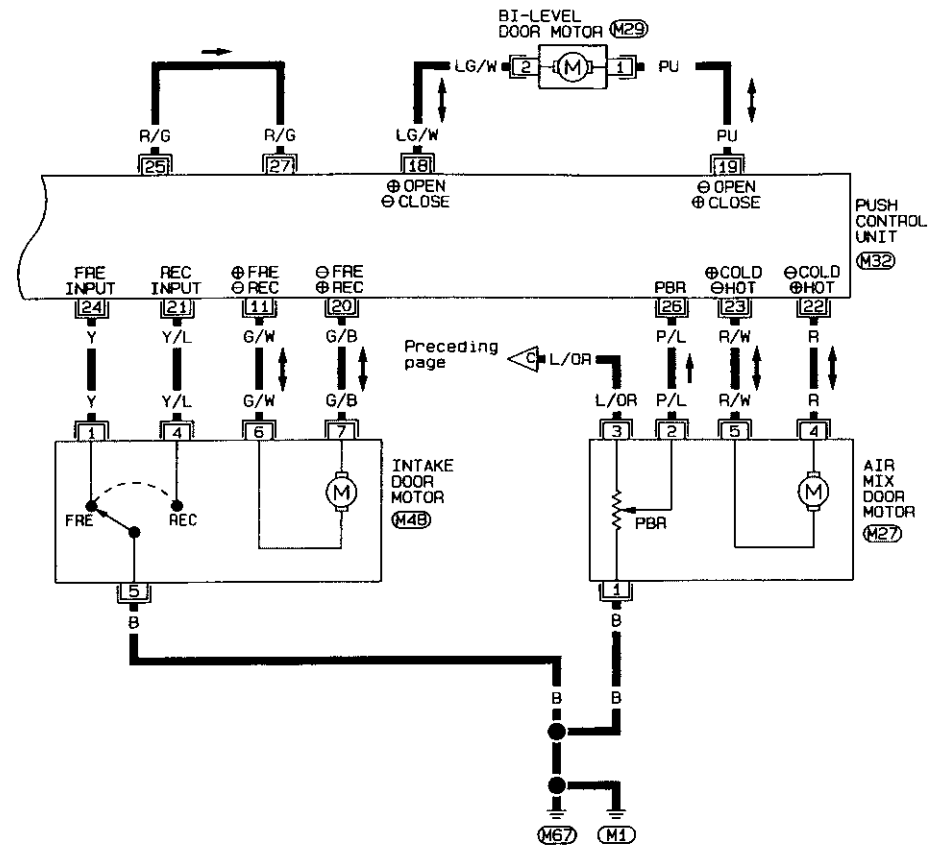 BI-LEVEL
DOOR MOTOR M29
LG/W 2 M 1 PU
R/G R/G LG/W PU
25 27 18 19
⊕ OPEN ⊖ OPEN
⊖ CLOSE ⊕ CLOSE
PUSH
CONTROL
UNIT
M32
FRE REC ⊕ FRE ⊖ FRE ⊕COLD ⊖COLD
INPUT INPUT ⊖ REC ⊕ REC PBR ⊖HOT ⊕HOT
24 21 11 20 26 23 22
Y Y/L G/W G/B P/L R/W R
Preceding
page
C L/OR
Y Y/L G/W G/B L/OR P/L R/W R
1 4 6 7 3 2 5 4
INTAKE
DOOR
MOTOR
M48
M
FRE REC
AIR
MIX
DOOR
MOTOR
M27
M
PBR
5 1
B B
B B
M67 M1